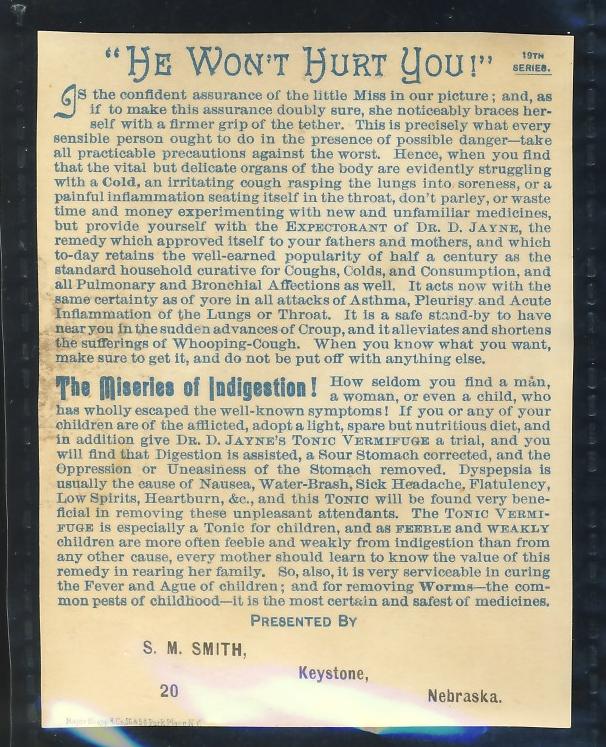 "HE WON'T HURT YOU!"
19TH
SERIES.
IS the confident assurance of the little Miss in our picture; and, as
if to make this assurance doubly sure, she noticeably braces her-
self with a firmer grip of the tether. This is precisely what every
sensible person ought to do in the presence of possible danger—take
all practicable precautions against the worst. Hence, when you find
that the vital but delicate organs of the body are evidently struggling
with a Cold, an irritating cough rasping the lungs into soreness, or a
painful inflammation seating itself in the throat, don't parley, or waste
time and money experimenting with new and unfamiliar medicines,
but provide yourself with the EXPECTORANT of DR. D. JAYNE, the
remedy which approved itself to your fathers and mothers, and which
to-day retains the well-earned popularity of half a century as the
standard household curative for Coughs, Colds, and Consumption, and
all Pulmonary and Bronchial Affections as well. It acts now with the
same certainty as of yore in all attacks of Asthma, Pleurisy and Acute
Inflammation of the Lungs or Throat. It is a safe stand-by to have
near you in the sudden advances of Croup, and it alleviates and shortens
the sufferings of Whooping-Cough. When you know what you want,
make sure to get it, and do not be put off with anything else.
The Miseries of Indigestion! How seldom you find a man,
a woman, or even a child, who
has wholly escaped the well-known symptoms! If you or any of your
children are of the afflicted, adopt a light, spare but nutritious diet, and
in addition give DR. D. JAYNE'S TONIC VERMIFUGE a trial, and you
will find that Digestion is assisted, a Sour Stomach corrected, and the
Oppression or Uneasiness of the Stomach removed. Dyspepsia is
usually the cause of Nausea, Water-Brash, Sick Headache, Flatulency,
Low Spirits, Heartburn, &c., and this TONIC will be found very bene-
ficial in removing these unpleasant attendants. The TONIC VERMI-
FUGE is especially a Tonic for children, and as FEEBLE and WEAKLY
children are more often feeble and weakly from indigestion than from
any other cause, every mother should learn to know the value of this
remedy in rearing her family. So, also, it is very serviceable in curing
the Fever and Ague of children; and for removing Worms—the com-
mon pests of childhood—it is the most certain and safest of medicines.
PRESENTED BY
S. M. SMITH,
Keystone,
20
Nebraska.